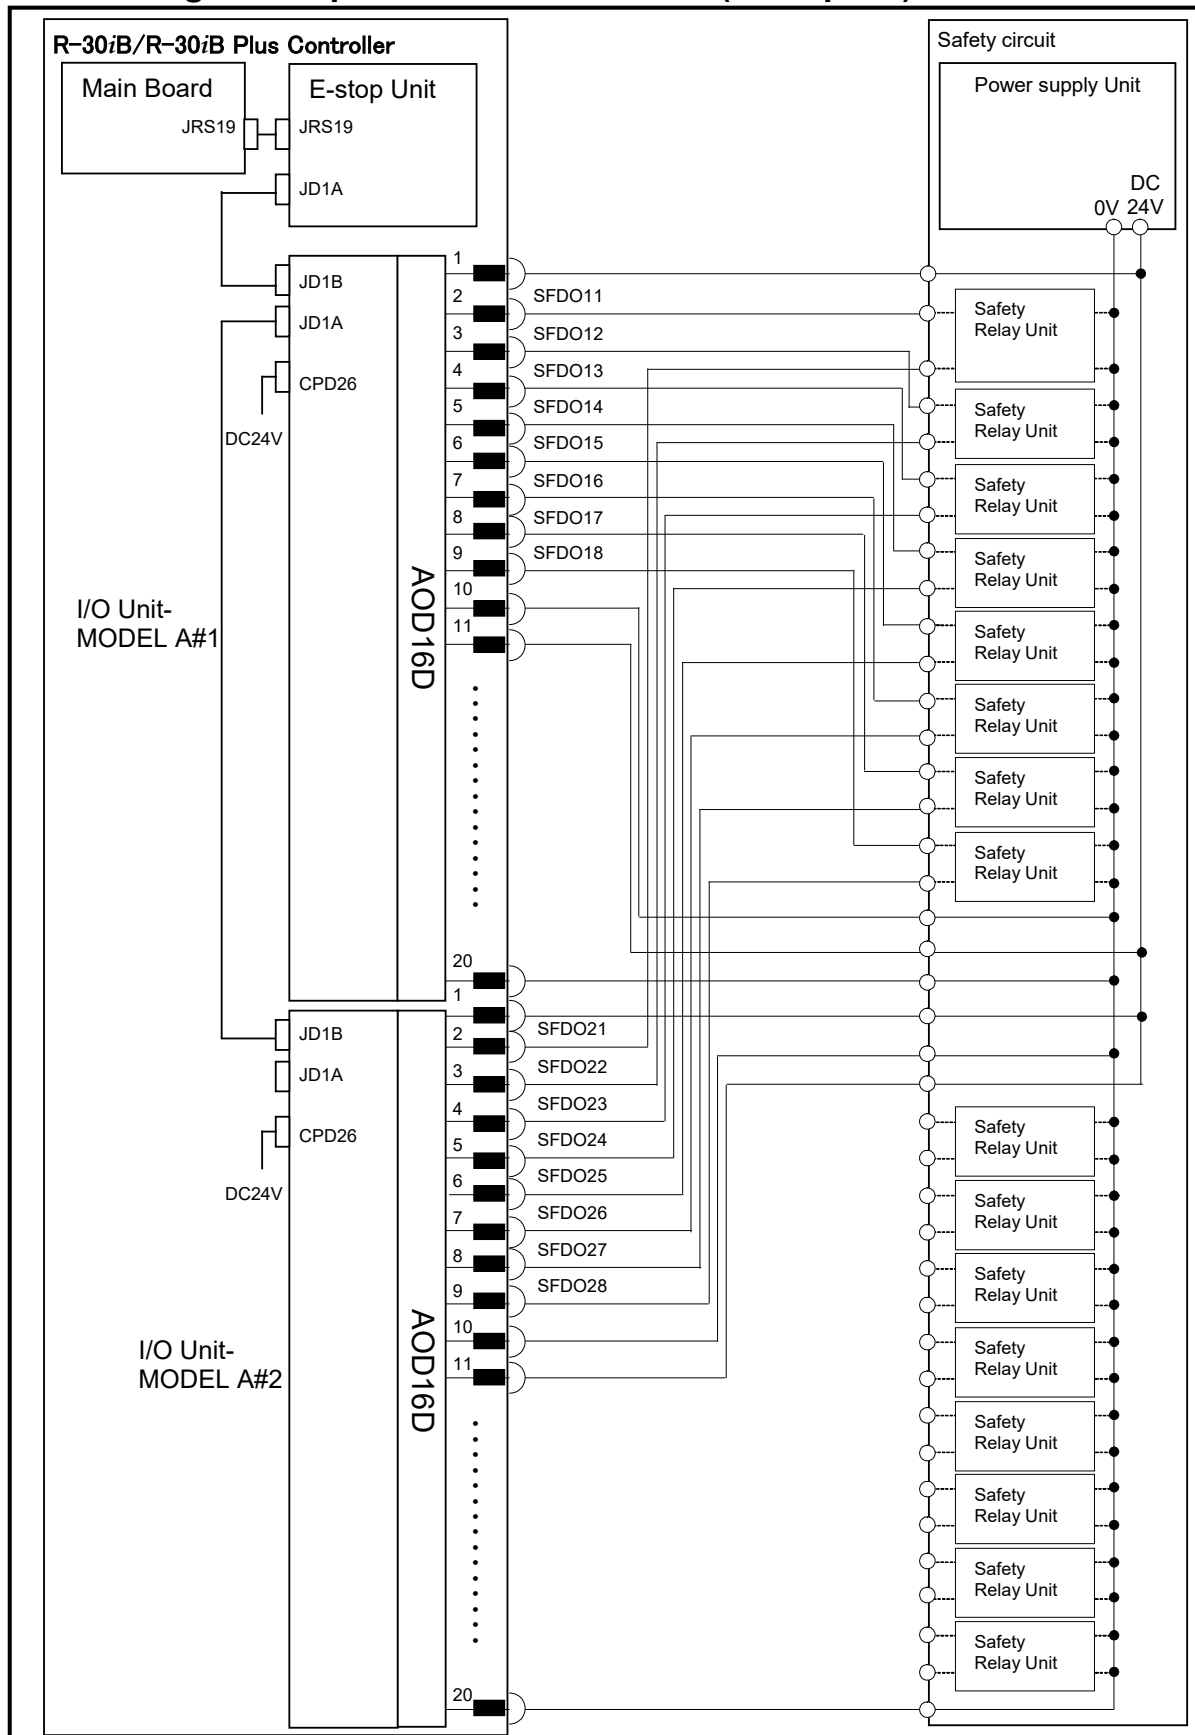 R-30iB/R-30iB Plus Controller
Safety circuit
Main Board
E-stop Unit
Power supply Unit
JRS19
JRS19
JD1A
DC
0V 24V
1
JD1B
2
SFDO11
Safety
Relay Unit
JD1A
3
SFDO12
4
SFDO13
CPD26
5
SFDO14
Safety
Relay Unit
DC24V
6
SFDO15
7
SFDO16
Safety
Relay Unit
8
SFDO17
9
SFDO18
Safety
Relay Unit
AOD16D
10
I/O Unit-
MODEL A#1
11
Safety
Relay Unit
Safety
Relay Unit
Safety
Relay Unit
Safety
Relay Unit
20
1
JD1B
2
SFDO21
JD1A
3
SFDO22
4
SFDO23
CPD26
5
SFDO24
Safety
Relay Unit
6
SFDO25
DC24V
7
SFDO26
Safety
Relay Unit
8
SFDO27
9
SFDO28
Safety
Relay Unit
AOD16D
10
I/O Unit-
MODEL A#2
11
Safety
Relay Unit
Safety
Relay Unit
Safety
Relay Unit
Safety
Relay Unit
Safety
Relay Unit
20